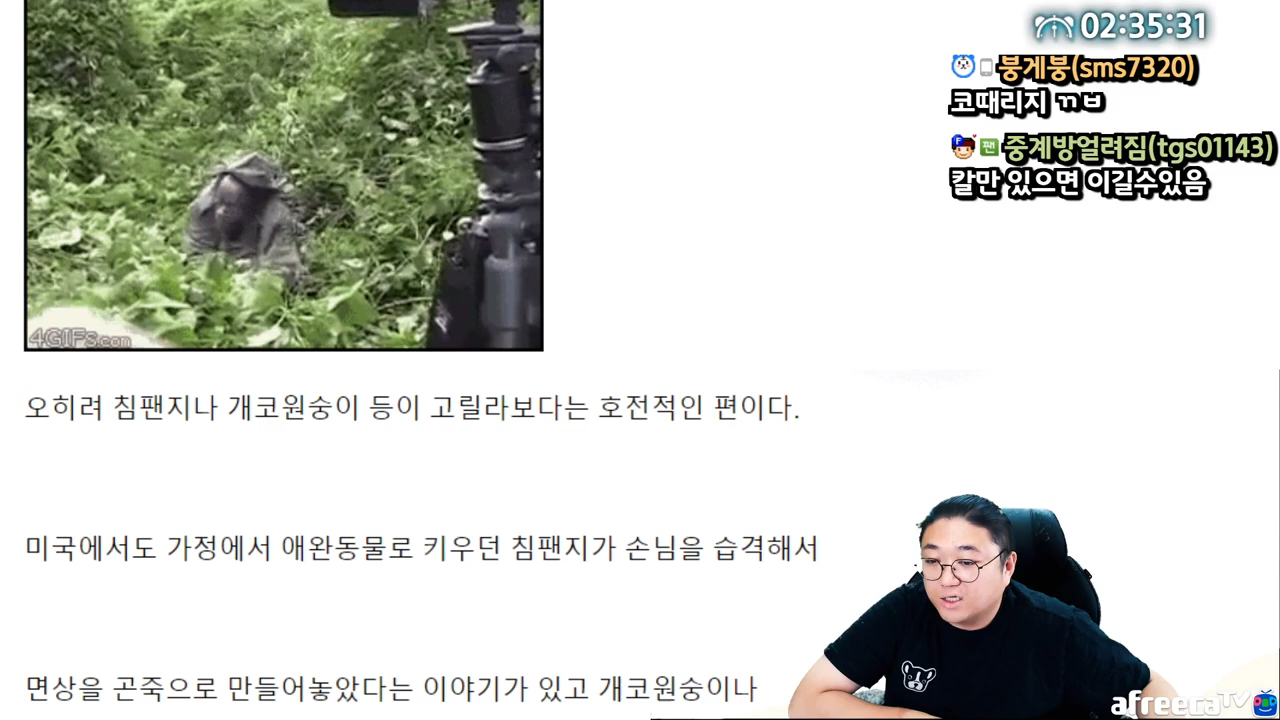 02:35:31
붕게붕(sms7320)
코때리지 ㄲㅂ
팬 중계방얼려짐(tgs01143)
칼만 있으면 이길수있음
4GIFs.com
오히려 침팬지나 개코원숭이 등이 고릴라보다는 호전적인 편이다.
미국에서도 가정에서 애완동물로 키우던 침팬지가 손님을 습격해서
면상을 곤죽으로 만들어놓았다는 이야기가 있고 개코원숭이나
afreecaTV